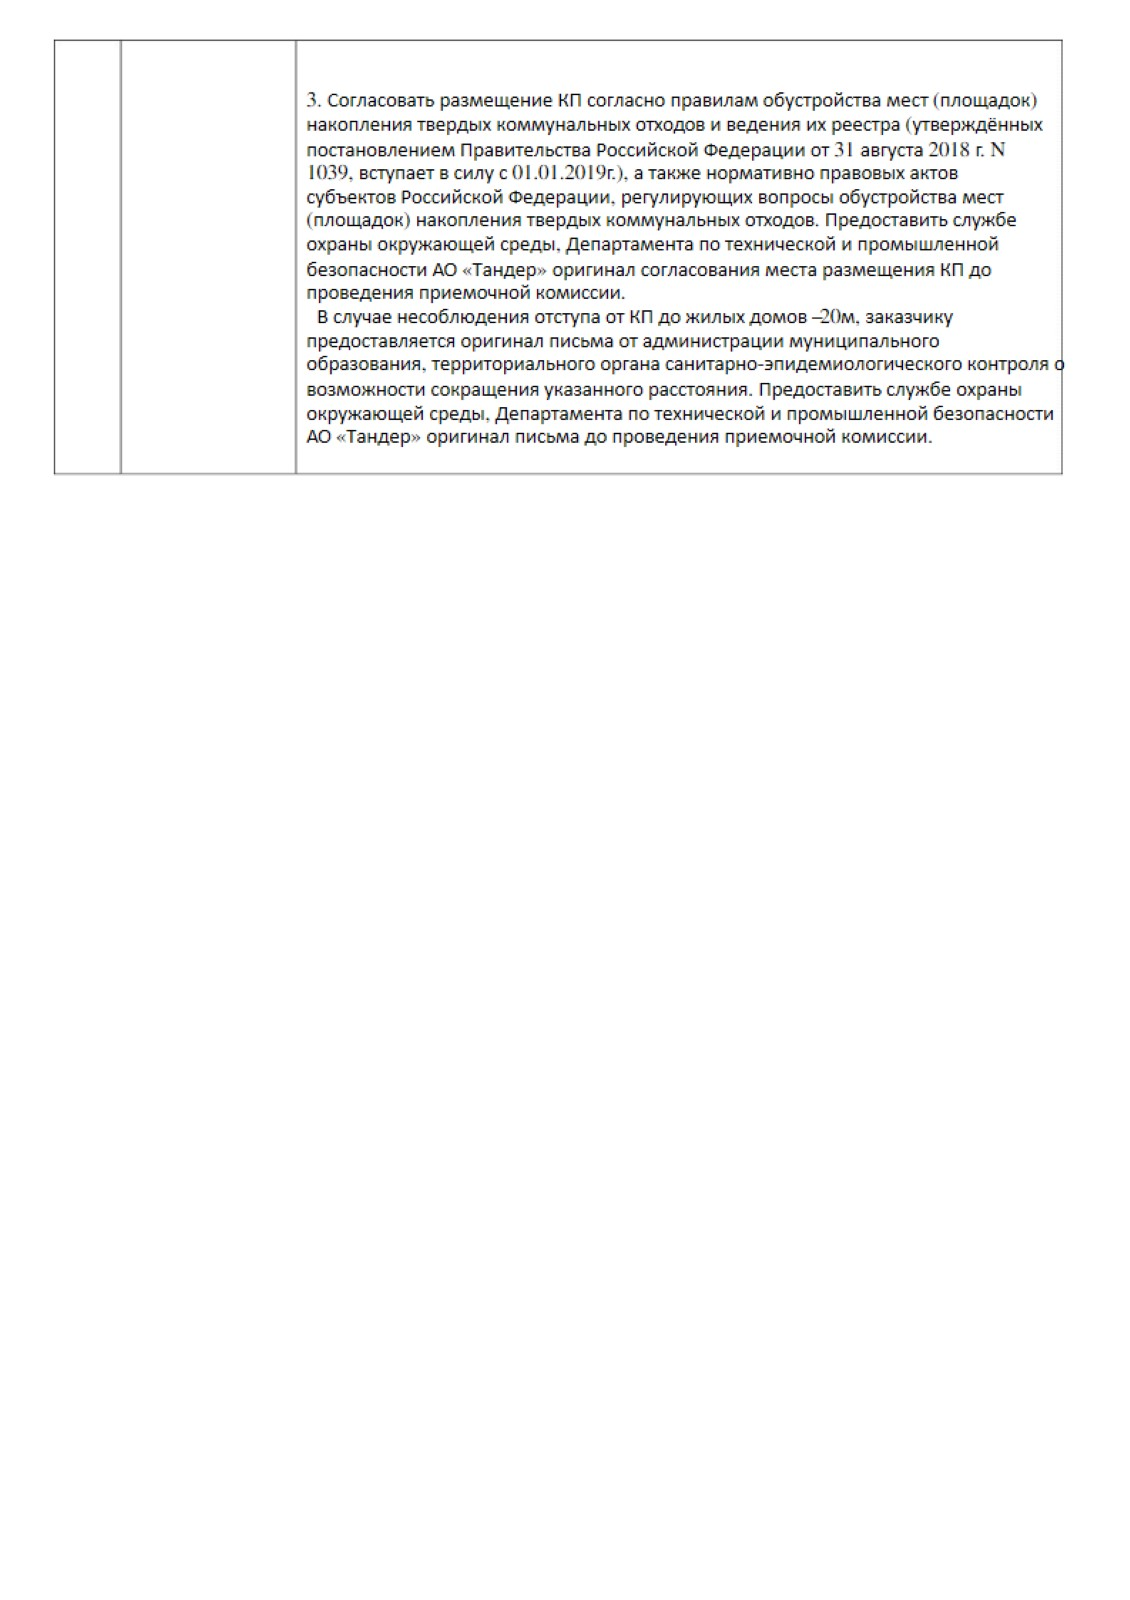 3. Согласовать размещение КП согласно правилам обустройства мест (площадок)
накопления твердых коммунальных отходов и ведения их реестра (утверждённых
постановлением Правительства Российской Федерации от 31 августа 2018 г. N
1039, вступает в силу с 01.01.2019г.), а также нормативно правовых актов
субъектов Российской Федерации, регулирующих вопросы обустройства мест
(площадок) накопления твердых коммунальных отходов. Предоставить службе
охраны окружающей среды, Департамента по технической и промышленной
безопасности АО «Тандер» оригинал согласования места размещения КП до
проведения приемочной комиссии.
В случае несоблюдения отступа от КП до жилых домов –20м, заказчику
предоставляется оригинал письма от администрации муниципального
образования, территориального органа санитарно-эпидемиологического контроля о
возможности сокращения указанного расстояния. Предоставить службе охраны
окружающей среды, Департамента по технической и промышленной безопасности
АО «Тандер» оригинал письма до проведения приемочной комиссии.